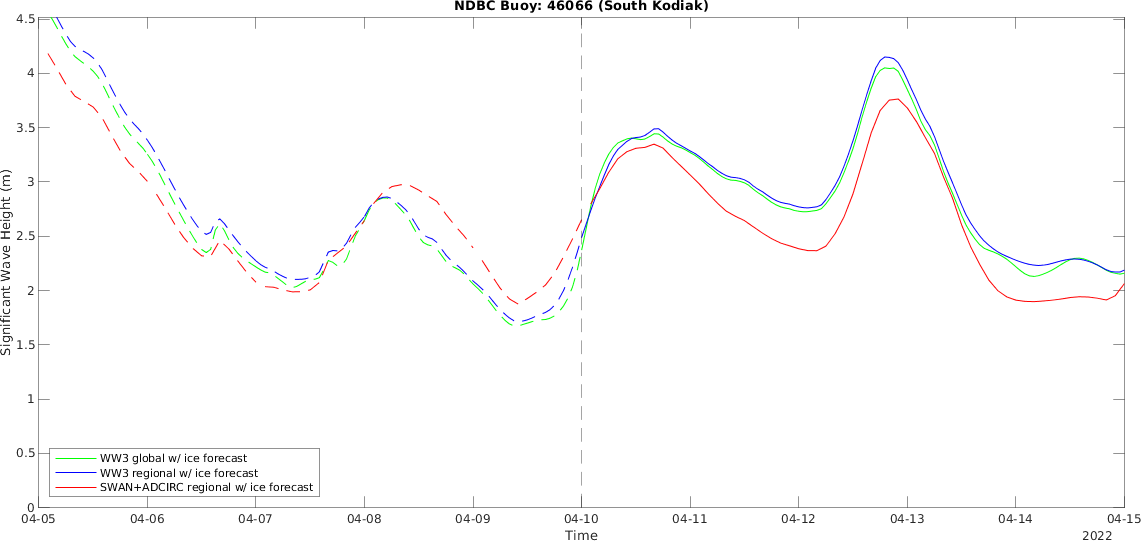 NDBC Buoy: 46066 (South Kodiak)
4.5
4
3.5
3
2.5
2
1.5
1
0.5
0
Significant Wave Height (m)
WW3 global w/ ice forecast
WW3 regional w/ ice forecast
SWAN+ADCIRC regional w/ ice forecast
04-05 04-06 04-07 04-08 04-09 04-10 04-11 04-12 04-13 04-14 04-15
Time
2022